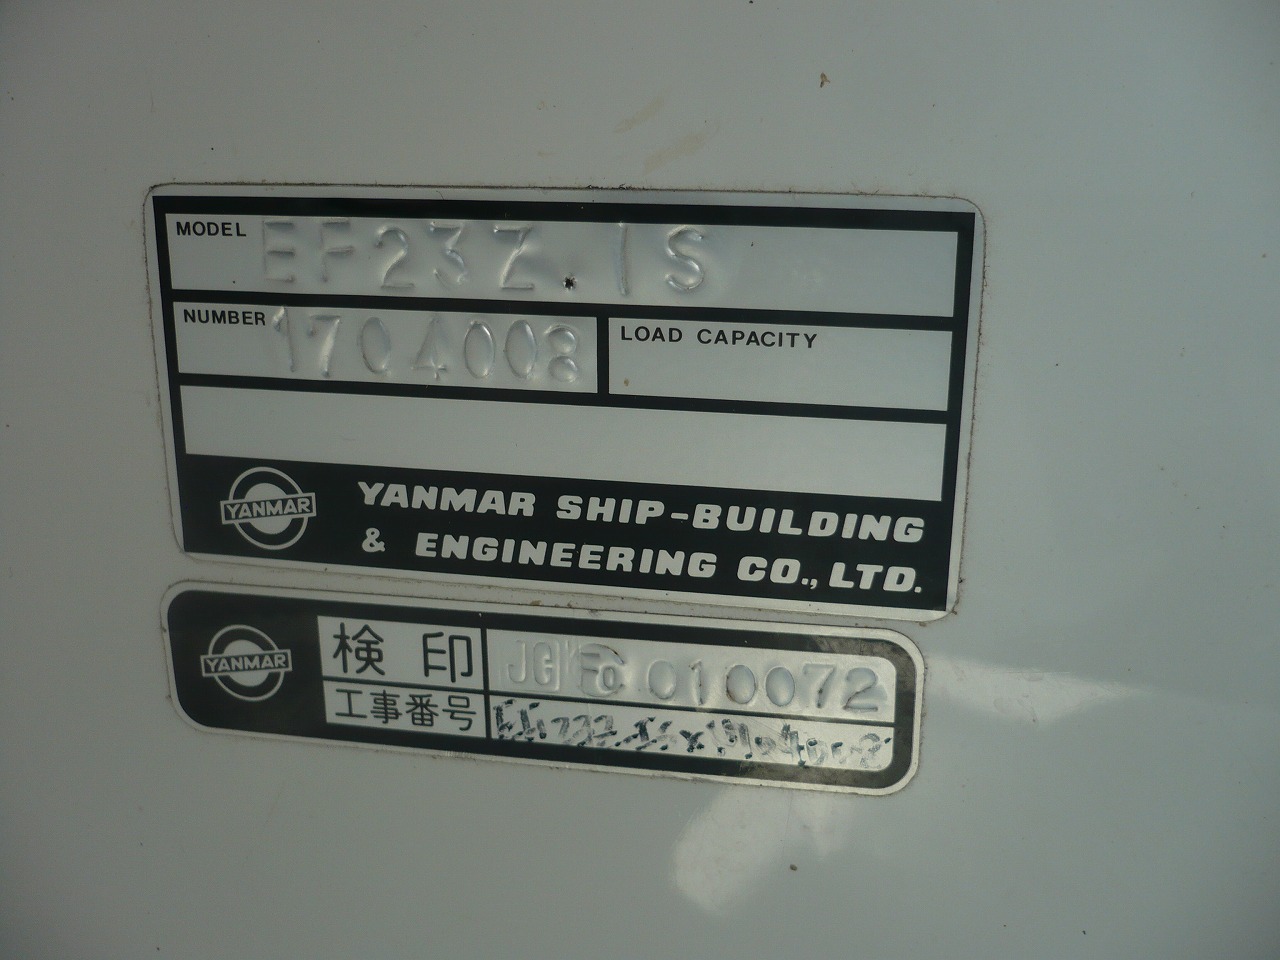 MODEL EF23Z.1S
NUMBER 1704008
LOAD CAPACITY
YANMAR
YANMAR SHIP-BUILDING
& ENGINEERING CO., LTD.
YANMAR
検印 JG 010072
工事番号